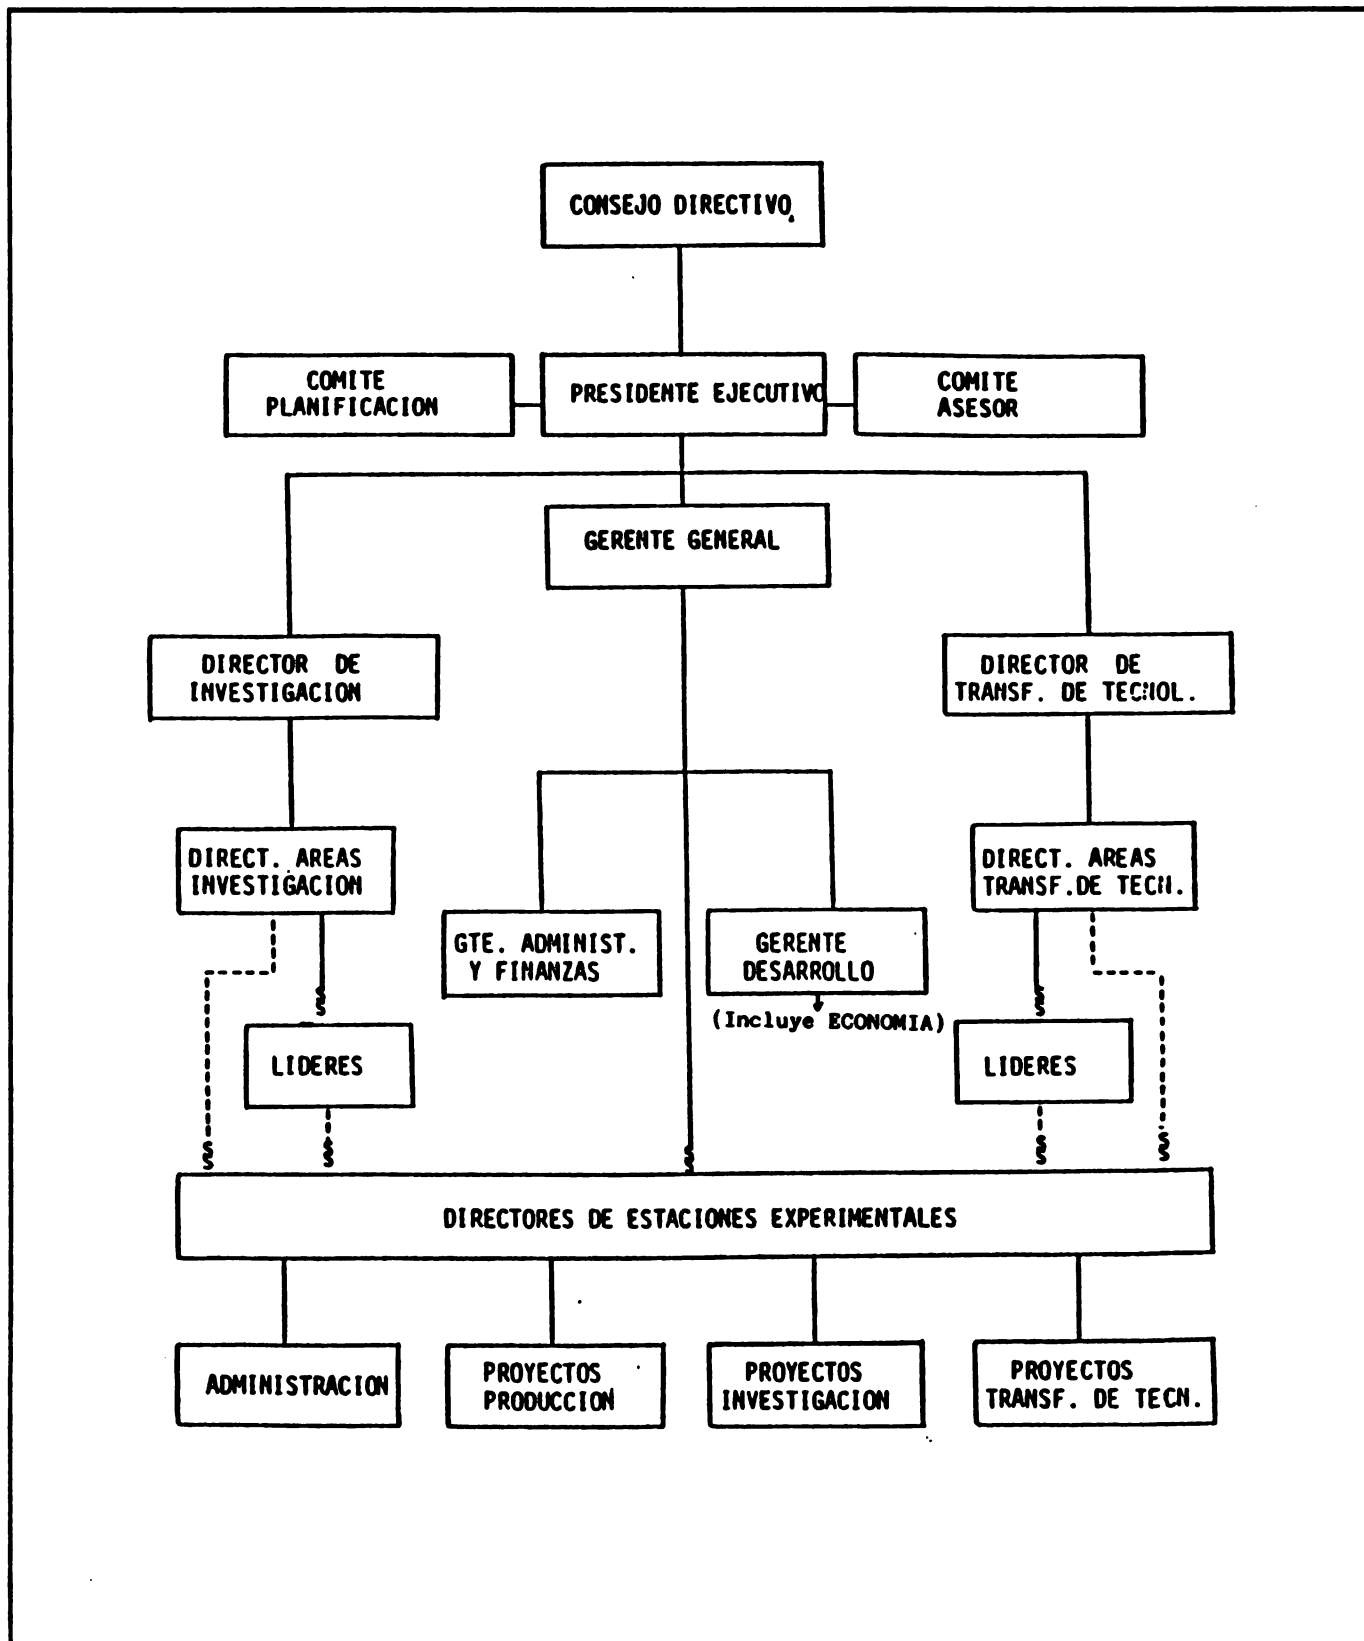 CONSEJO DIRECTIVO
COMITE
PLANIFICACION
PRESIDENTE EJECUTIVO
COMITE
ASESOR
GERENTE GENERAL
DIRECTOR DE
INVESTIGACION
DIRECTOR DE
TRANSF. DE TECNOL.
DIRECT. AREAS
INVESTIGACION
DIRECT. AREAS
TRANSF.DE TECN.
GTE. ADMINIST.
Y FINANZAS
GERENTE
DESARROLLO
(Incluye ECONOMIA)
LIDERES
LIDERES
DIRECTORES DE ESTACIONES EXPERIMENTALES
ADMINISTRACION
PROYECTOS
PRODUCCION
PROYECTOS
INVESTIGACION
PROYECTOS
TRANSF. DE TECN.